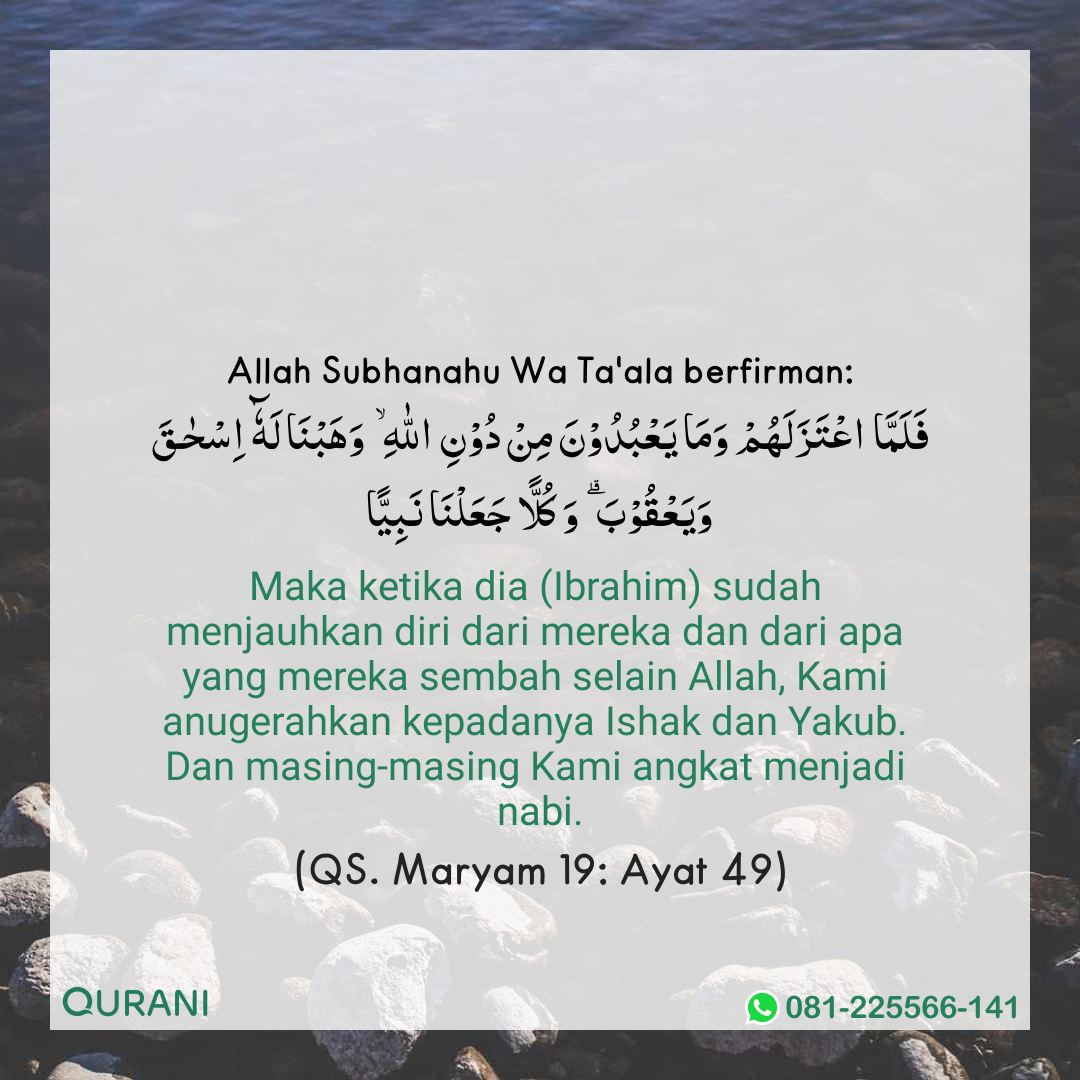 Allah Subhanahu Wa Ta'ala berfirman:
فَلَمَّا اعْتَزَلَهُمْ وَمَا يَعْبُدُوْنَ مِنْ دُوْنِ اللّٰهِ ۙ وَهَبْنَا لَهٗۤ اِسْحٰقَ
وَيَعْقُوْبَ ۗ وَكُلًّا جَعَلْنَا نَبِيًّا
Maka ketika dia (Ibrahim) sudah
menjauhkan diri dari mereka dan dari apa
yang mereka sembah selain Allah, Kami
anugerahkan kepadanya Ishak dan Yakub.
Dan masing-masing Kami angkat menjadi
nabi.
(QS. Maryam 19: Ayat 49)
QURANI
081-225566-141